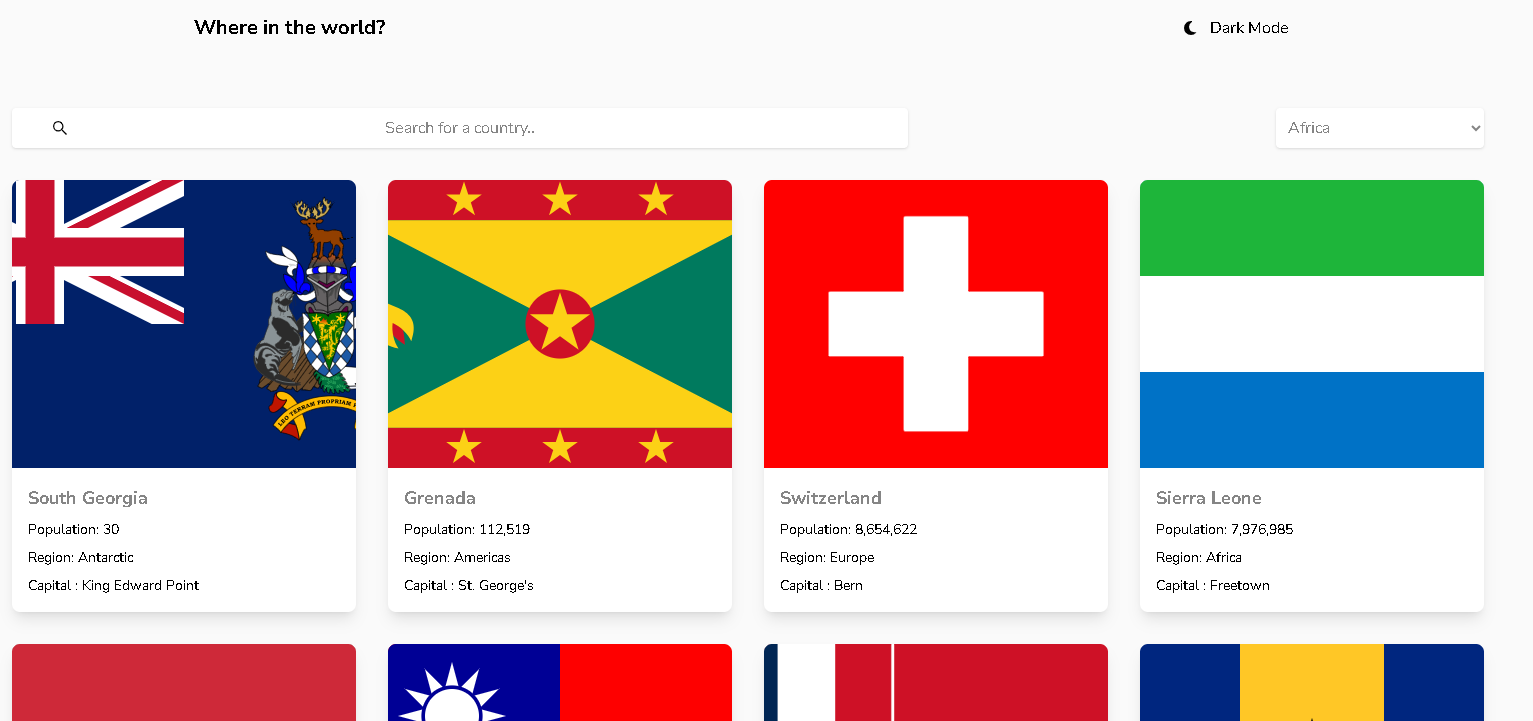 Where in the world?
Dark Mode
Search for a country..
Africa
LEO TERRAM PROPRIAM
South Georgia
Population: 30
Region: Antarctic
Capital : King Edward Point
Grenada
Population: 112,519
Region: Americas
Capital : St. George's
Switzerland
Population: 8,654,622
Region: Europe
Capital : Bern
Sierra Leone
Population: 7,976,985
Region: Africa
Capital : Freetown